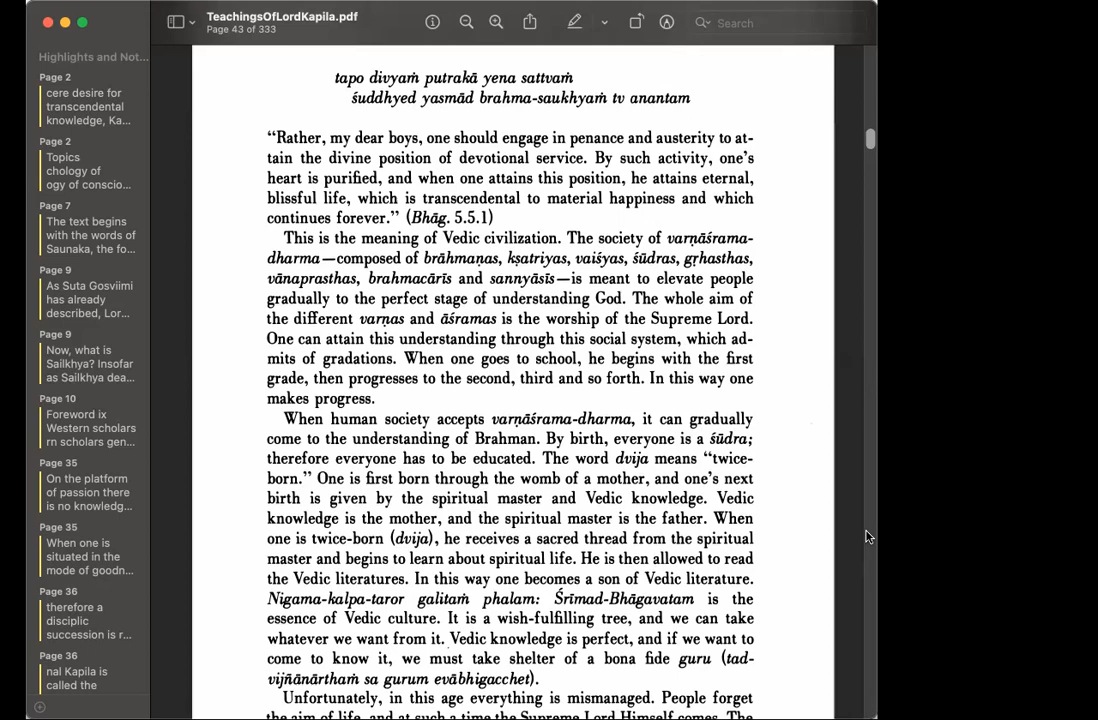 TeachingsOfLordKapila.pdf
Page 43 of 333
Search
Highlights and Not...
Page 2
cere desire for
transcendental
knowledge, Ka...
Page 2
Topics
chology of
ogy of conscio...
Page 7
The text begins
with the words of
Saunaka, the fo...
Page 9
As Suta Gosviimi
has already
described, Lor...
Page 9
Now, what is
Sailkhya? Insofar
as Sailkhya dea...
Page 10
Foreword ix
Western scholars
rn scholars gen...
Page 35
On the platform
of passion there
is no knowledg...
Page 35
When one is
situated in the
mode of goodn...
Page 36
therefore a
disciplic
succession is r...
Page 36
nal Kapila is
called the
tapo divyaṁ putrakā yena sattvaṁ
śuddhyed yasmād brahma-saukhyaṁ tv anantam
“Rather, my dear boys, one should engage in penance and austerity to at-
tain the divine position of devotional service. By such activity, one’s
heart is purified, and when one attains this position, he attains eternal,
blissful life, which is transcendental to material happiness and which
continues forever.” (Bhāg. 5.5.1)
This is the meaning of Vedic civilization. The society of varṇāśrama-
dharma—composed of brāhmaṇas, kṣatriyas, vaiśyas, śūdras, gṛhasthas,
vānaprasthas, brahmacārīs and sannyāsīs—is meant to elevate people
gradually to the perfect stage of understanding God. The whole aim of
the different varṇas and āśramas is the worship of the Supreme Lord.
One can attain this understanding through this social system, which ad-
mits of gradations. When one goes to school, he begins with the first
grade, then progresses to the second, third and so forth. In this way one
makes progress.
When human society accepts varṇāśrama-dharma, it can gradually
come to the understanding of Brahman. By birth, everyone is a śūdra;
therefore everyone has to be educated. The word dvija means “twice-
born.” One is first born through the womb of a mother, and one’s next
birth is given by the spiritual master and Vedic knowledge. Vedic
knowledge is the mother, and the spiritual master is the father. When
one is twice-born (dvija), he receives a sacred thread from the spiritual
master and begins to learn about spiritual life. He is then allowed to read
the Vedic literatures. In this way one becomes a son of Vedic literature.
Nigama-kalpa-taror galitaṁ phalam: Śrīmad-Bhāgavatam is the
essence of Vedic culture. It is a wish-fulfilling tree, and we can take
whatever we want from it. Vedic knowledge is perfect, and if we want to
come to know it, we must take shelter of a bona fide guru (tad-
vijñānārthaṁ sa gurum evābhigacchet).
Unfortunately, in this age everything is mismanaged. People forget
the aim of life, and at such a time the Supreme Lord Himself comes. The